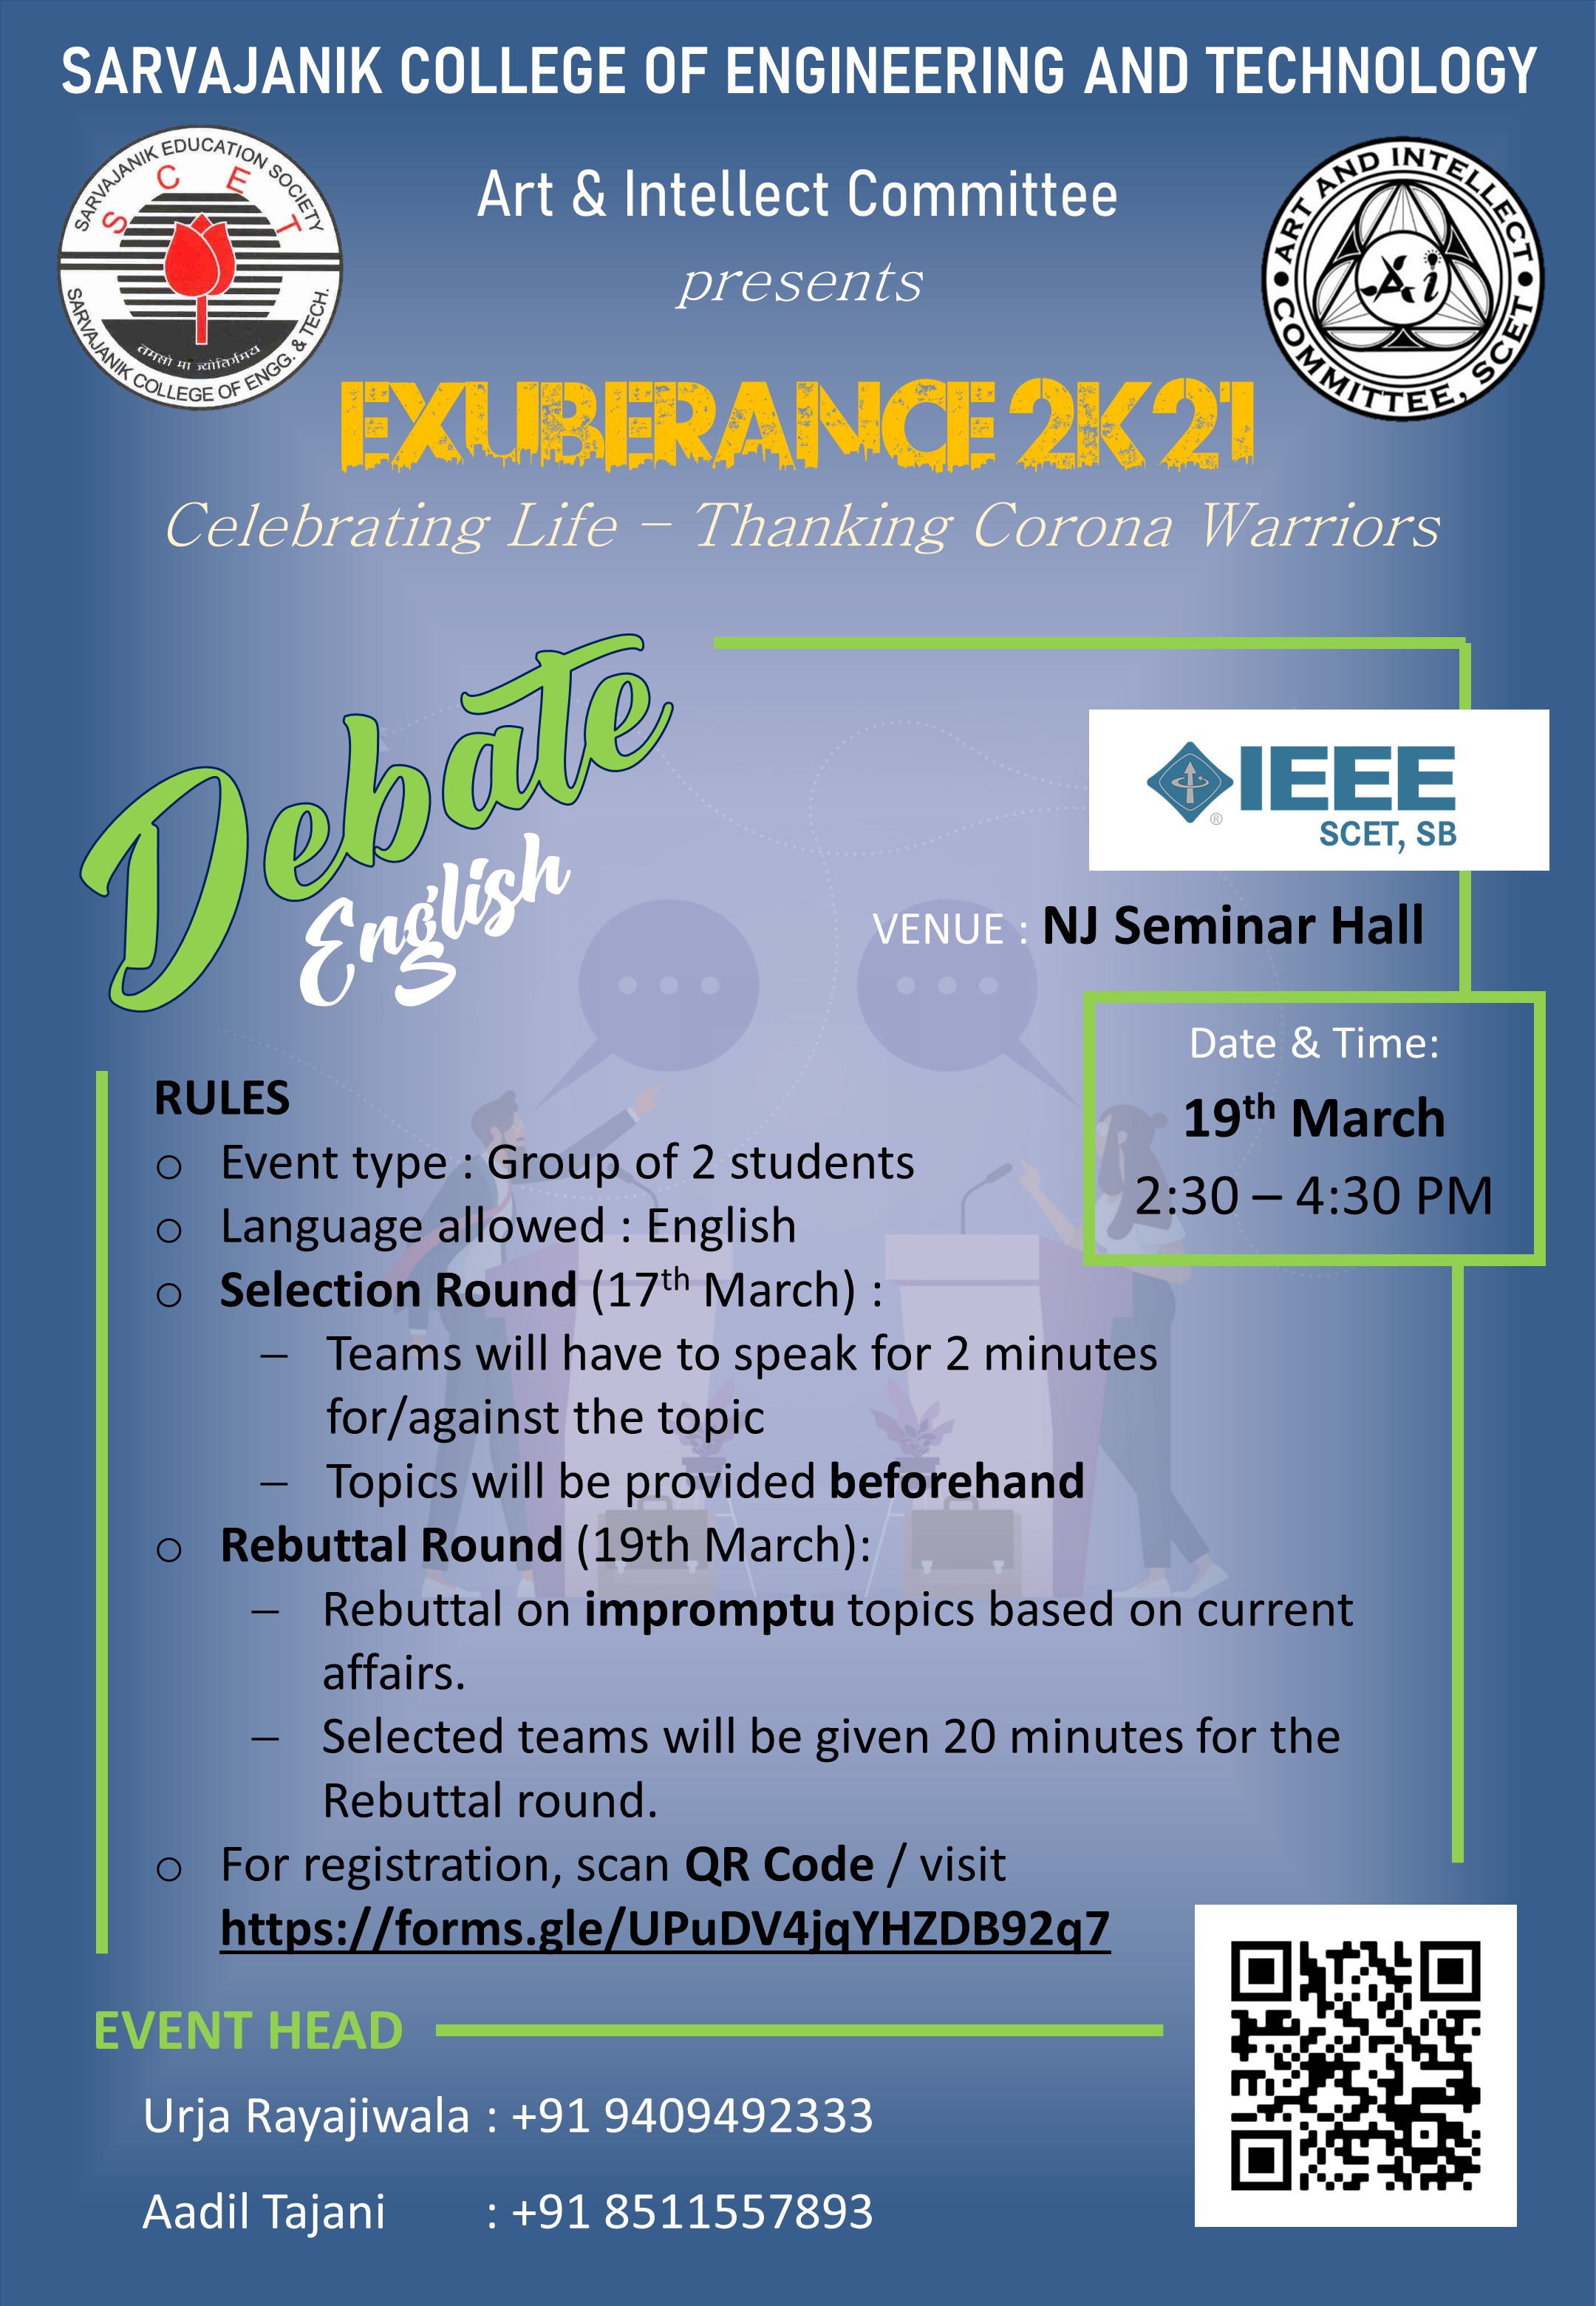 SARVAJANIK COLLEGE OF ENGINEERING AND TECHNOLOGY
SARVAJANIK EDUCATION SOCIETY
S C E T
तमसो मा ज्योतिर्गमय
SARVAJANIK COLLEGE OF ENGG. & TECH.
Art & Intellect Committee
presents
ART AND INTELLECT
Ai
COMMITTEE, SCET
EXUBERANCE 2K21
Celebrating Life – Thanking Corona Warriors
Debate
English
IEEE
®
SCET, SB
VENUE : NJ Seminar Hall
Date & Time:
19th March
2:30 – 4:30 PM
RULES
o Event type : Group of 2 students
o Language allowed : English
o Selection Round (17th March) :
– Teams will have to speak for 2 minutes
for/against the topic
– Topics will be provided beforehand
o Rebuttal Round (19th March):
– Rebuttal on impromptu topics based on current
affairs.
– Selected teams will be given 20 minutes for the
Rebuttal round.
o For registration, scan QR Code / visit
https://forms.gle/UPuDV4jqYHZDB92q7
EVENT HEAD
Urja Rayajiwala : +91 9409492333
Aadil Tajani : +91 8511557893